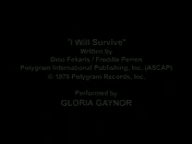 "I Will Survive"
Written by
Dino Fekaris / Freddie Perren
Polygram International Publishing, Inc. (ASCAP)
© 1978 Polygram Records, Inc.
Performed by
GLORIA GAYNOR